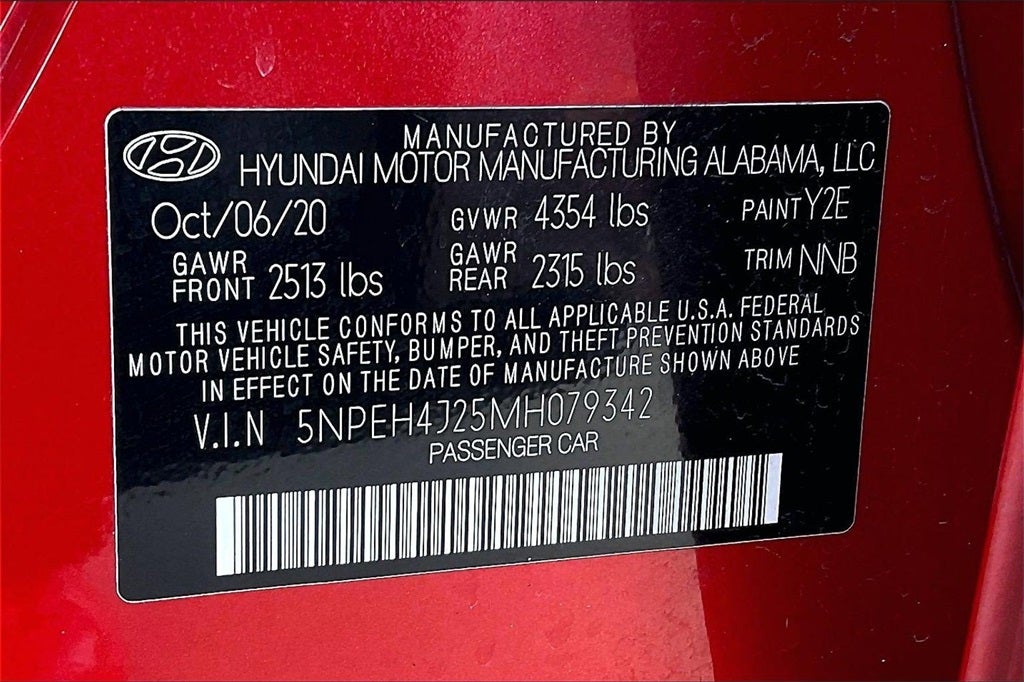 MANUFACTURED BY
HYUNDAI MOTOR MANUFACTURING ALABAMA, LLC
Oct/06/20 GVWR 4354 lbs PAINT Y2E
GAWR FRONT 2513 lbs GAWR REAR 2315 lbs TRIM NNB
THIS VEHICLE CONFORMS TO ALL APPLICABLE U.S.A. FEDERAL
MOTOR VEHICLE SAFETY, BUMPER, AND THEFT PREVENTION STANDARDS
IN EFFECT ON THE DATE OF MANUFACTURE SHOWN ABOVE
V.I.N 5NPEH4J25MH079342
PASSENGER CAR